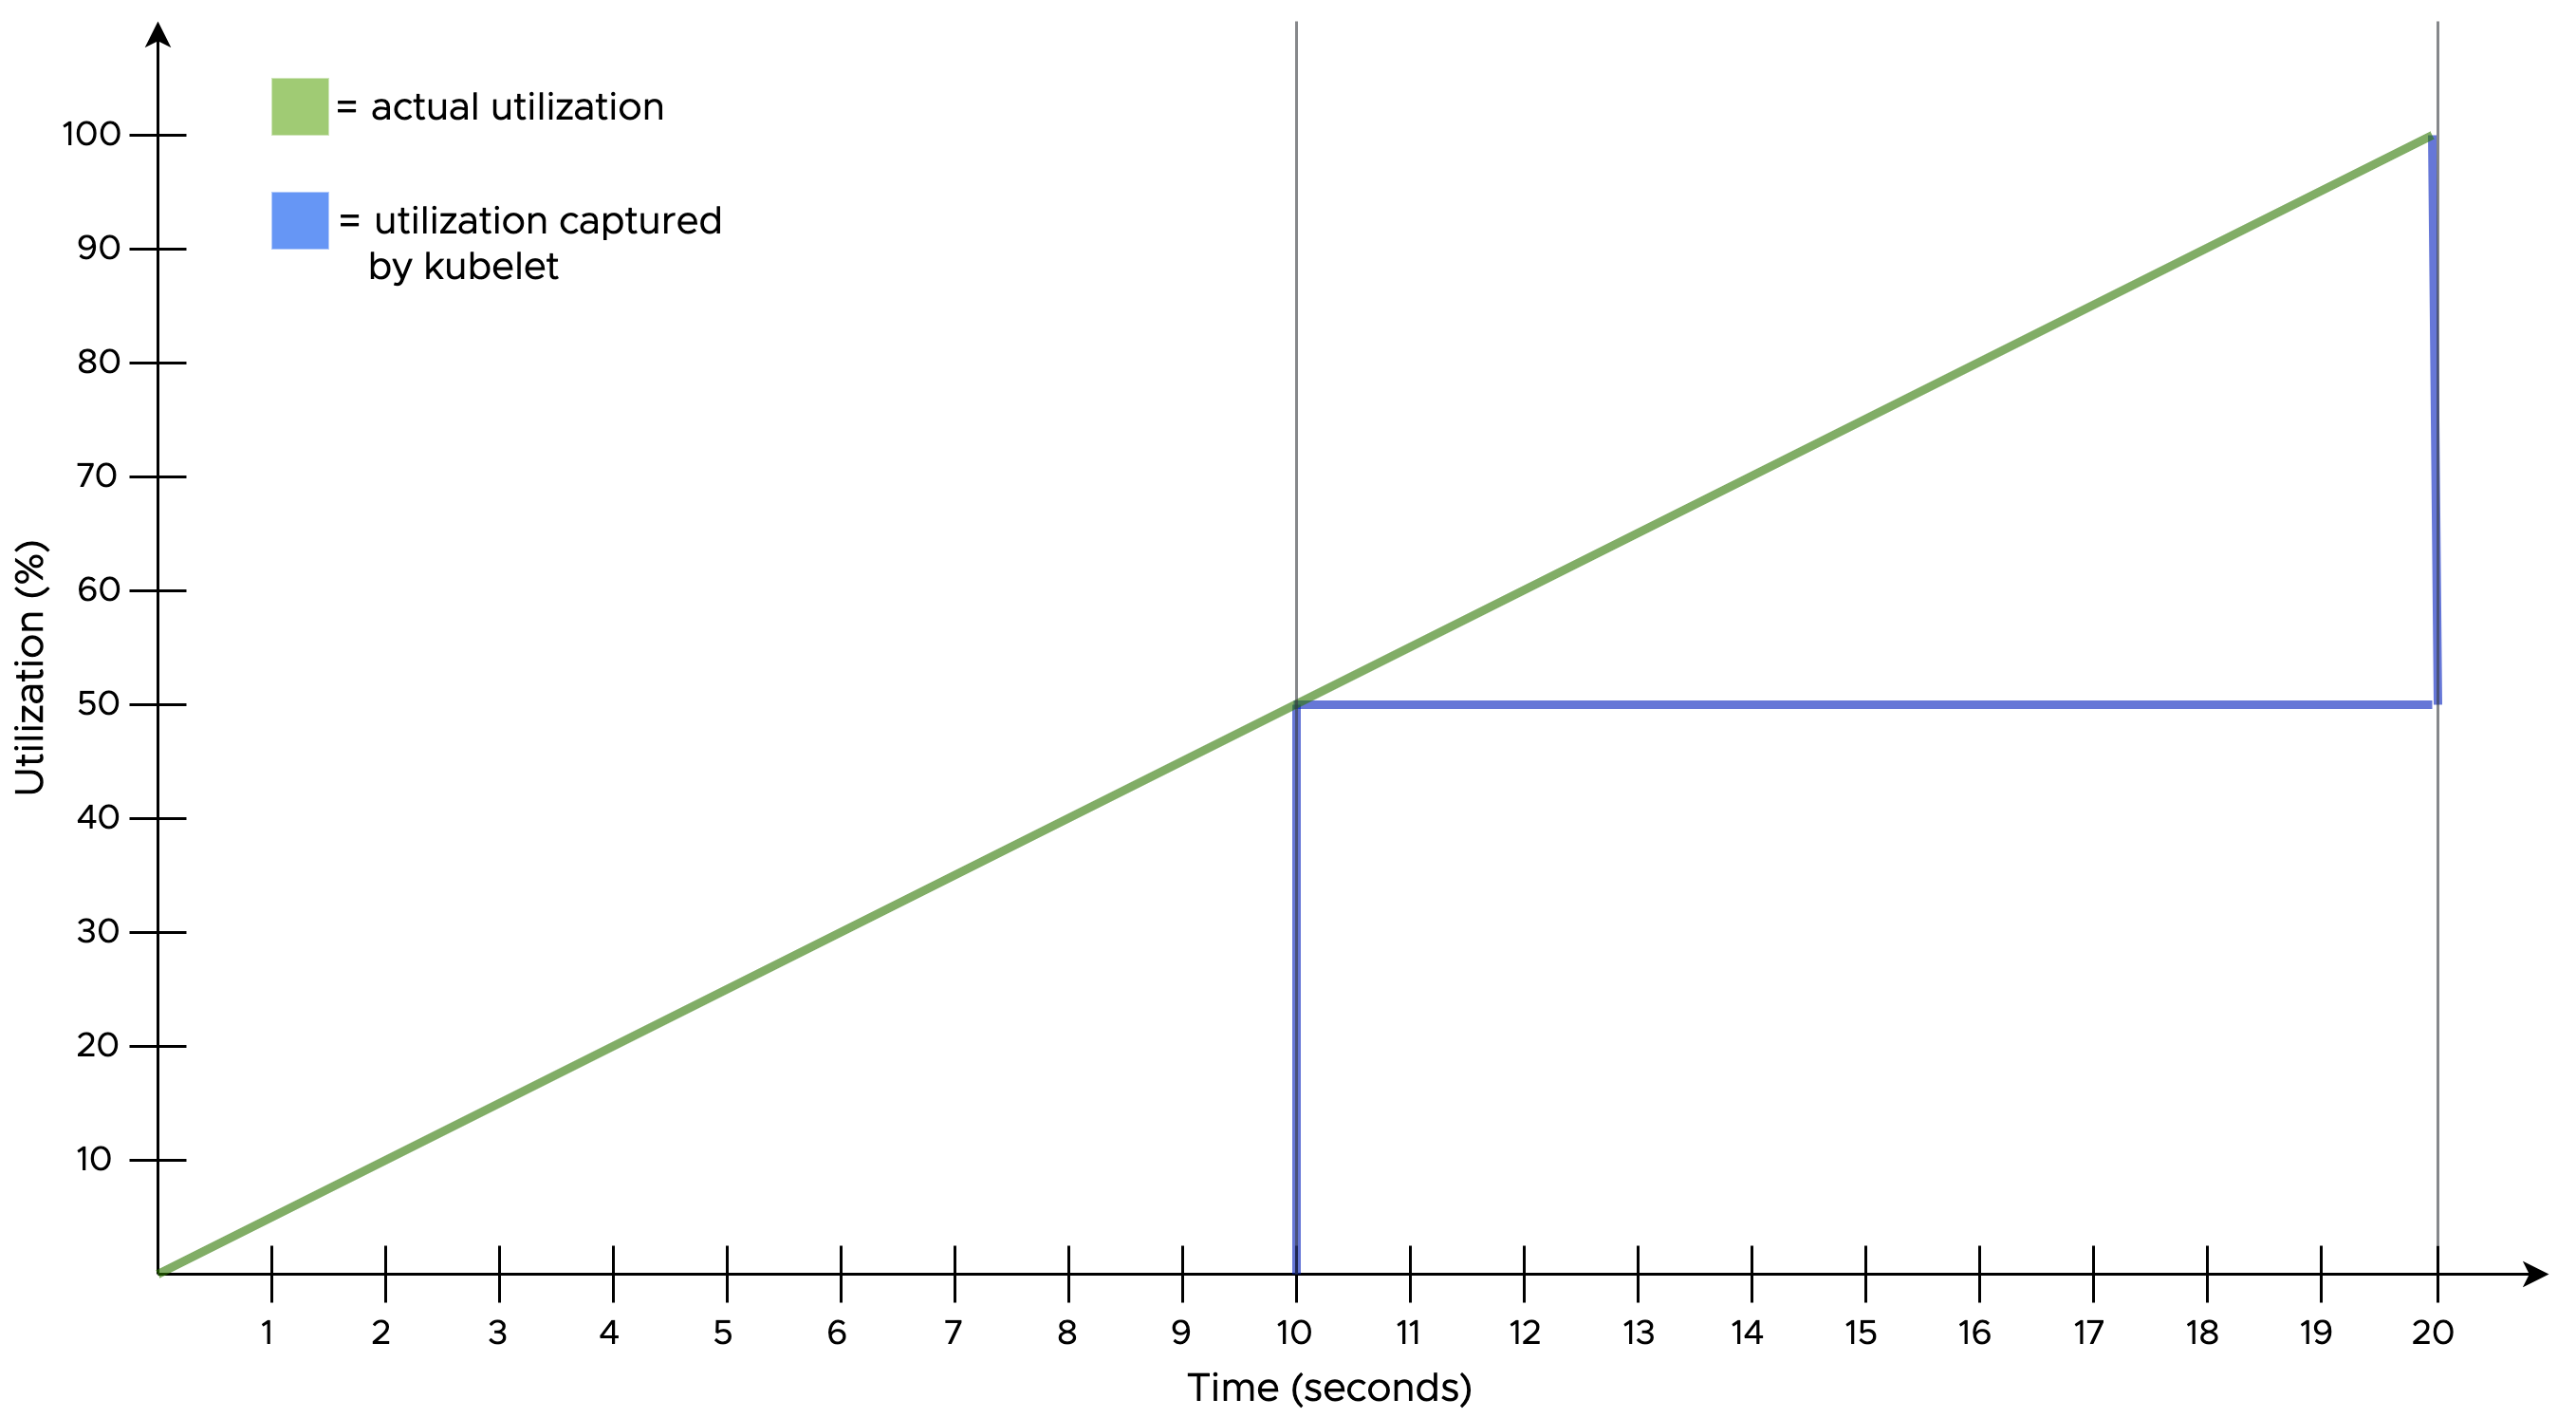 = actual utilization
= utilization captured
by kubelet
100
90
80
70
60
50
40
30
20
10
Utilization (%)
1 2 3 4 5 6 7 8 9 10 11 12 13 14 15 16 17 18 19 20
Time (seconds)